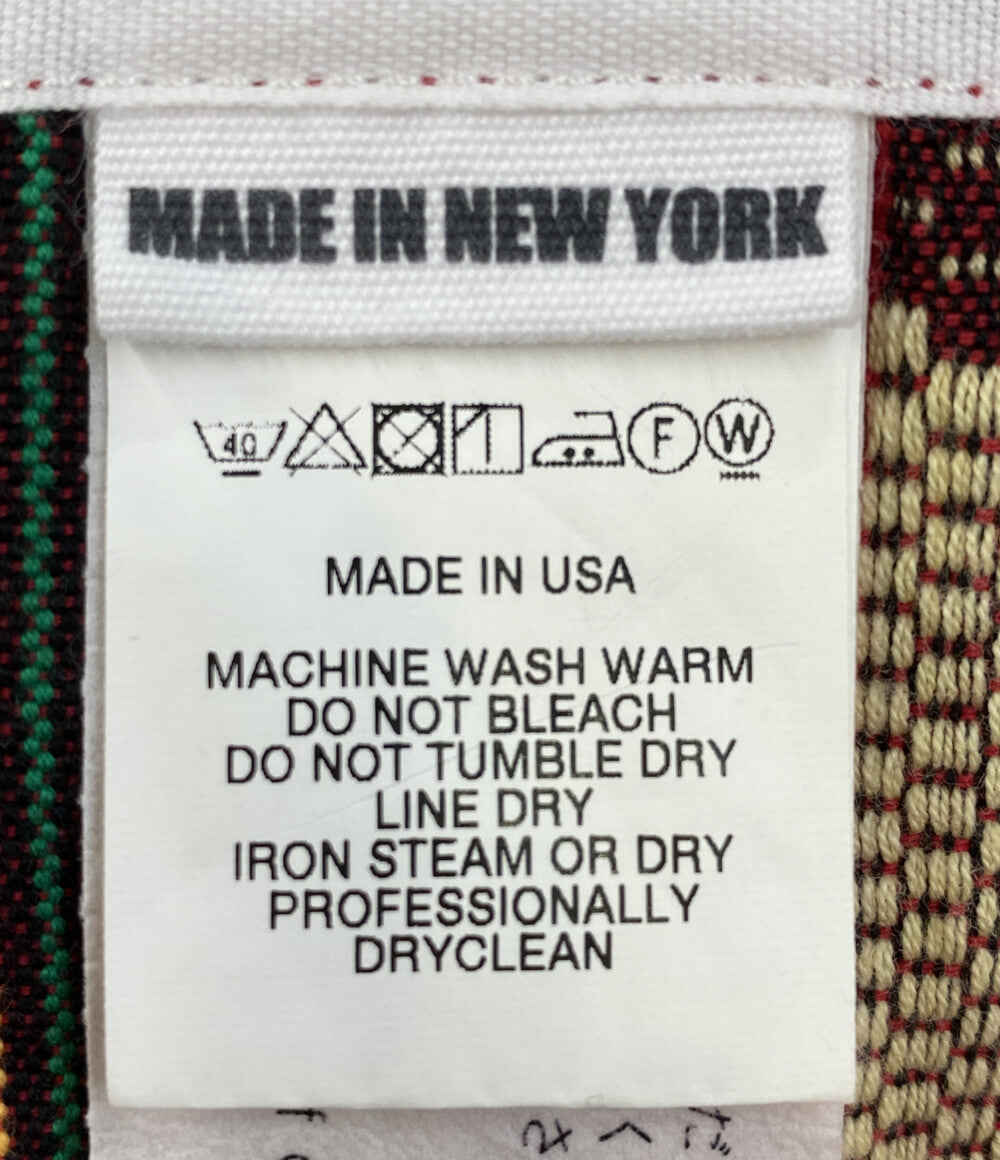 MADE IN NEW YORK
40
F
W
MADE IN USA
MACHINE WASH WARM
DO NOT BLEACH
DO NOT TUMBLE DRY
LINE DRY
IRON STEAM OR DRY
PROFESSIONALLY
DRYCLEAN